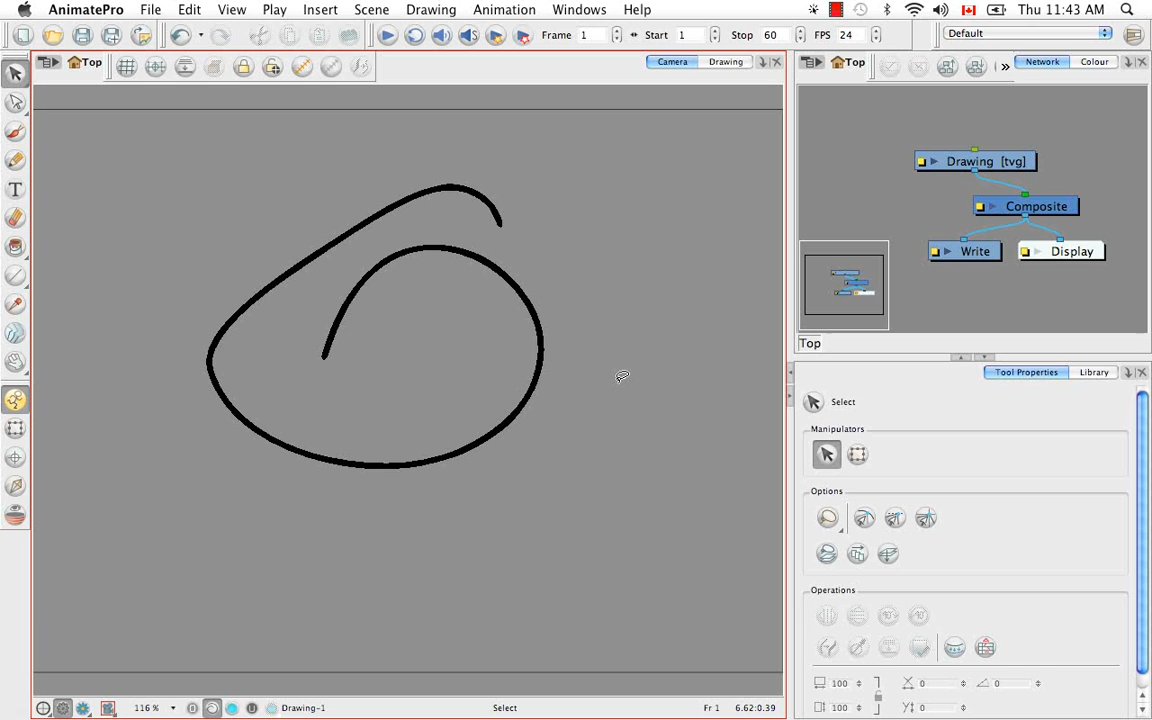 AnimatePro File Edit View Play Insert Scene Drawing Animation Windows Help Thu 11:43 AM
Frame 1 Start 1 Stop 60 FPS 24 Default
Top Camera Drawing Top » Network Colour
Drawing [tvg]
Composite
Write Display
Top
Tool Properties Library
Select
Manipulators
Options
Operations
100 X 0 0
100 Y 0
116 % Drawing-1 Select Fr 1 6.62:0.39